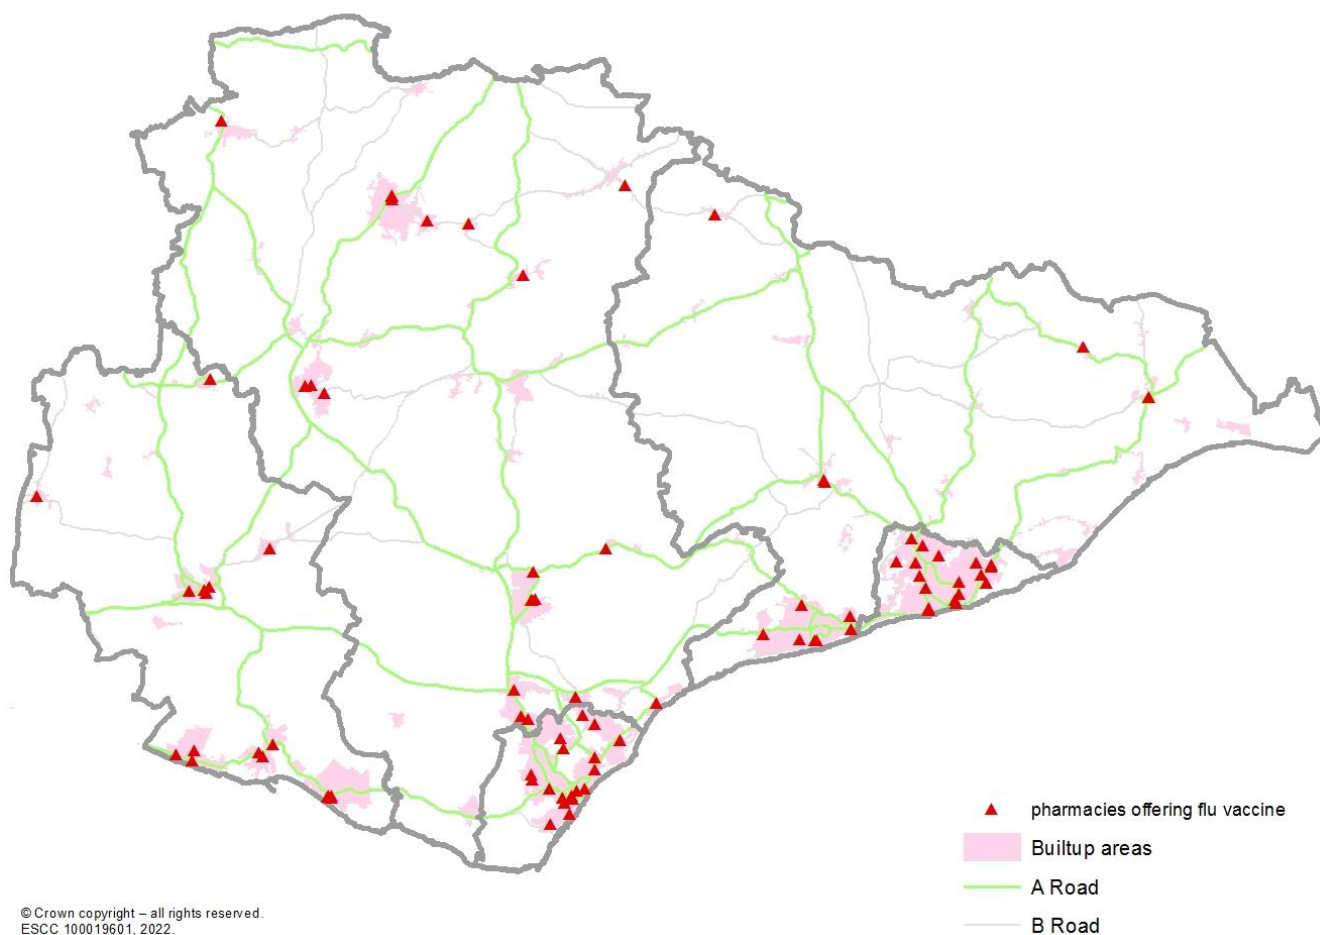 pharmacies offering flu vaccine
Builtup areas
A Road
B Road
© Crown copyright – all rights reserved.
ESCC 100019601, 2022.